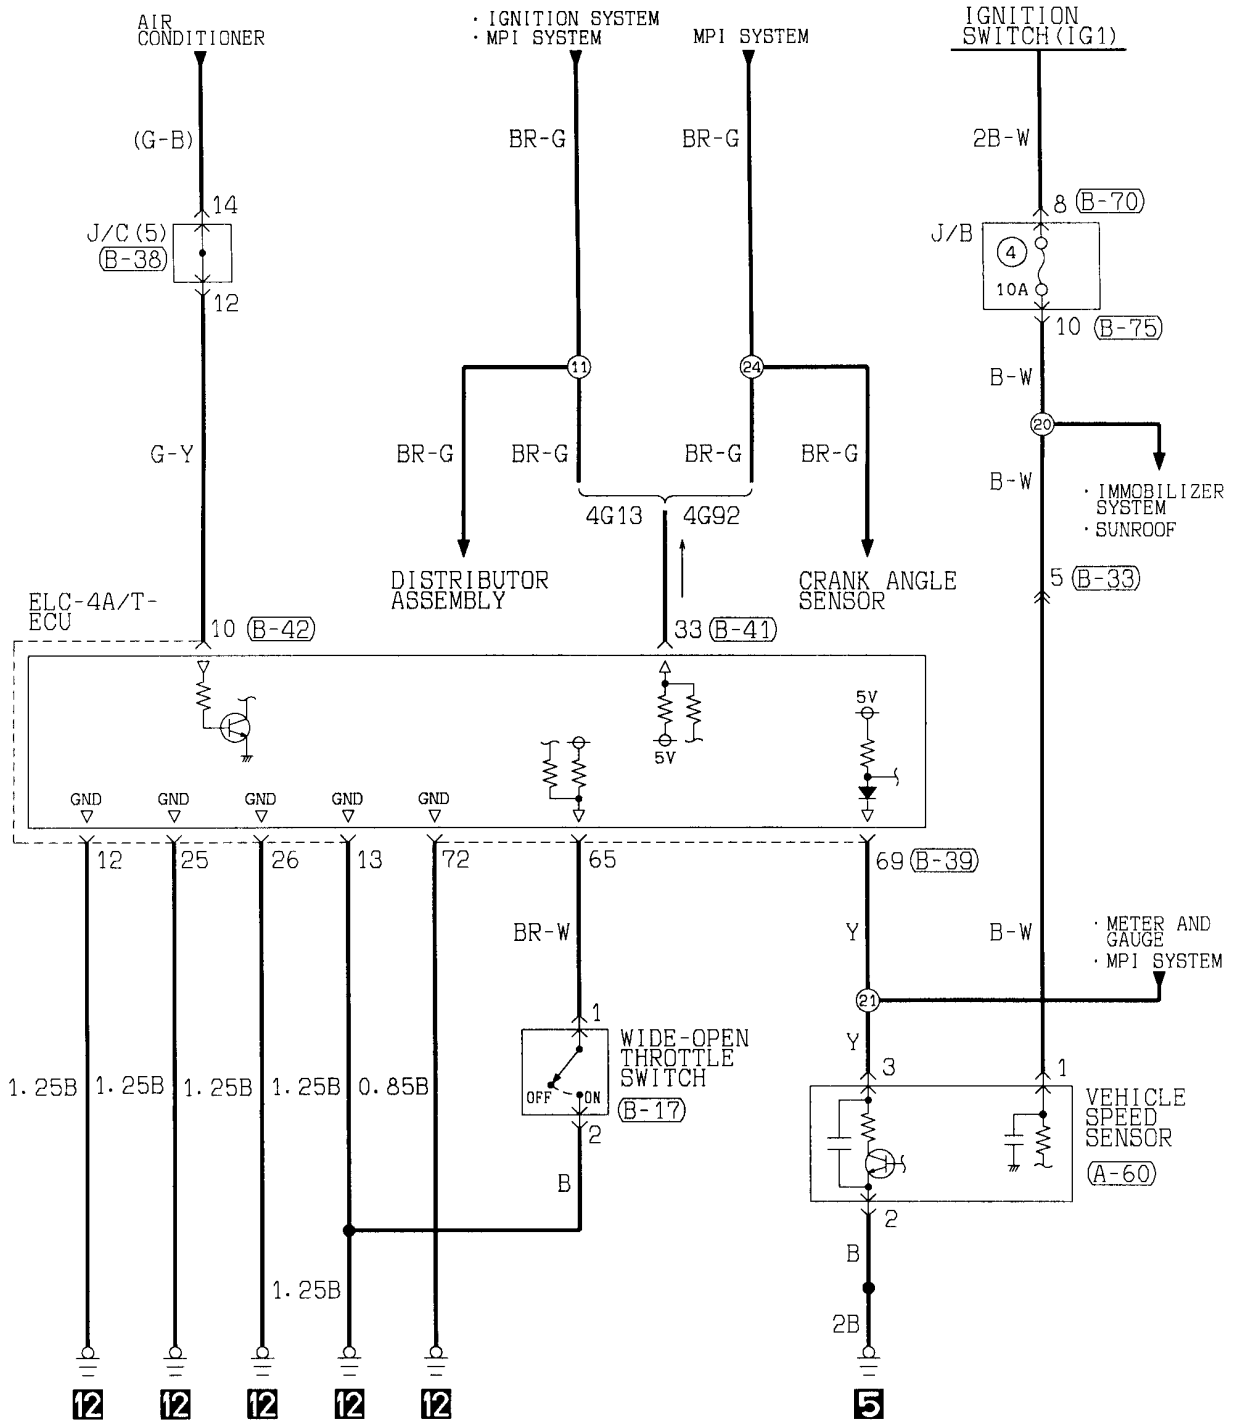 AIR
CONDITIONER
· IGNITION SYSTEM
· MPI SYSTEM
MPI SYSTEM
IGNITION
SWITCH(IG1)
(G-B)
BR-G
BR-G
2B-W
14
8 (B-70)
J/C(5)
(B-38)
J/B
4
10A
12
10 (B-75)
11
24
B-W
20
G-Y
BR-G
BR-G
BR-G
BR-G
B-W
· IMMOBILIZER
SYSTEM
· SUNROOF
4G13
4G92
DISTRIBUTOR
ASSEMBLY
CRANK ANGLE
SENSOR
5 (B-33)
ELC-4A/T-
ECU
10 (B-42)
33 (B-41)
5V
5V
GND
GND
GND
GND
GND
12
25
26
13
72
65
69 (B-39)
BR-W
Y
B-W
· METER AND
GAUGE
· MPI SYSTEM
21
1
WIDE-OPEN
THROTTLE
SWITCH
(B-17)
OFF
ON
Y
3
1
1.25B
1.25B
1.25B
1.25B
0.85B
VEHICLE
SPEED
SENSOR
(A-60)
2
B
2
B
1.25B
2B
12
12
12
12
12
5